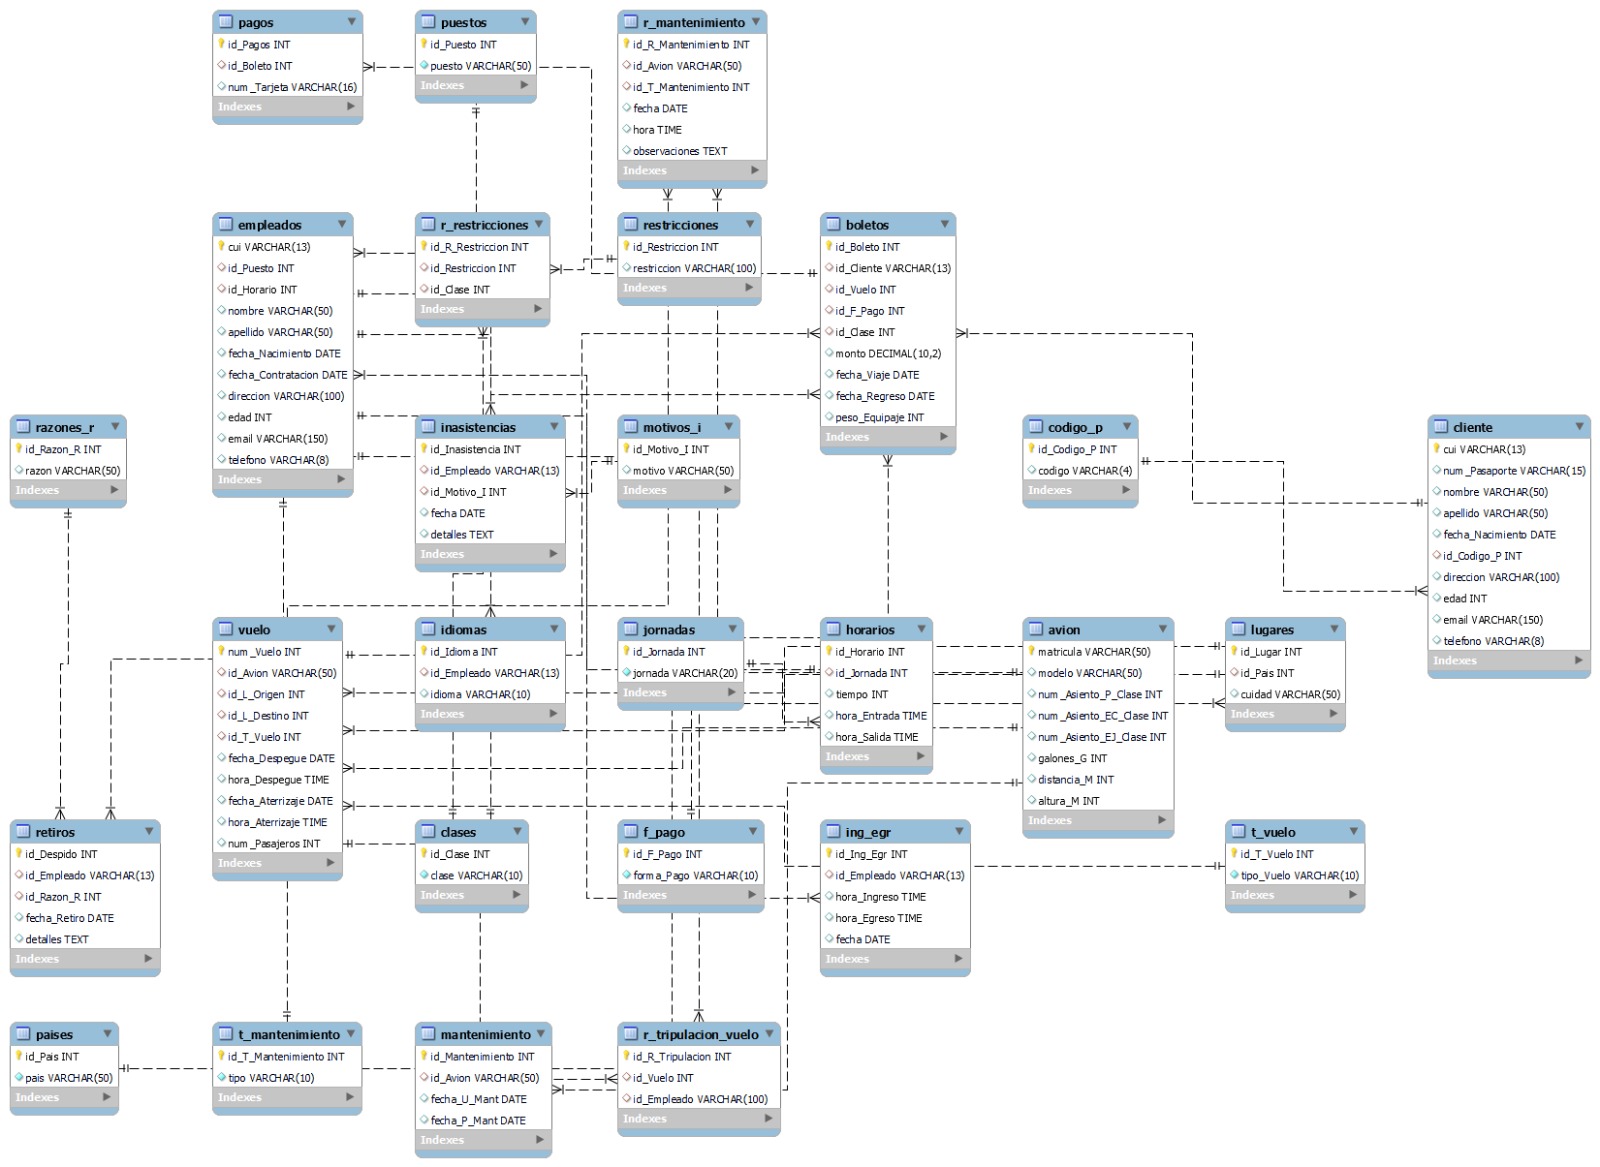 pagos
id_Pagos INT
id_Boleto INT
num_Tarjeta VARCHAR(16)
Indexes
puestos
id_Puesto INT
puesto VARCHAR(50)
Indexes
r_mantenimiento
id_R_Mantenimiento INT
id_Avion VARCHAR(50)
id_T_Mantenimiento INT
fecha DATE
hora TIME
observaciones TEXT
Indexes
empleados
cui VARCHAR(13)
id_Puesto INT
id_Horario INT
nombre VARCHAR(50)
apellido VARCHAR(50)
fecha_Nacimiento DATE
fecha_Contratacion DATE
direccion VARCHAR(100)
edad INT
email VARCHAR(150)
telefono VARCHAR(8)
Indexes
r_restricciones
id_R_Restriccion INT
id_Restriccion INT
id_Clase INT
Indexes
restricciones
id_Restriccion INT
restriccion VARCHAR(100)
Indexes
boletos
id_Boleto INT
id_Cliente VARCHAR(13)
id_Vuelo INT
id_F_Pago INT
id_Clase INT
monto DECIMAL(10,2)
fecha_Viaje DATE
fecha_Regreso DATE
peso_Equipaje INT
Indexes
razones_r
id_Razon_R INT
razon VARCHAR(50)
Indexes
inasistencias
id_Inasistencia INT
id_Empleado VARCHAR(13)
id_Motivo_I INT
fecha DATE
detalles TEXT
Indexes
motivos_i
id_Motivo_I INT
motivo VARCHAR(50)
Indexes
codigo_p
id_Codigo_P INT
codigo VARCHAR(4)
Indexes
cliente
cui VARCHAR(13)
num_Pasaporte VARCHAR(15)
nombre VARCHAR(50)
apellido VARCHAR(50)
fecha_Nacimiento DATE
id_Codigo_P INT
direccion VARCHAR(100)
edad INT
email VARCHAR(150)
telefono VARCHAR(8)
Indexes
vuelo
num_Vuelo INT
id_Avion VARCHAR(50)
id_L_Origen INT
id_L_Destino INT
id_T_Vuelo INT
fecha_Despegue DATE
hora_Despegue TIME
fecha_Aterrizaje DATE
hora_Aterrizaje TIME
num_Pasajeros INT
Indexes
idiomas
id_Idioma INT
id_Empleado VARCHAR(13)
idioma VARCHAR(10)
Indexes
jornadas
id_Jornada INT
jornada VARCHAR(20)
Indexes
horarios
id_Horario INT
id_Jornada INT
tiempo INT
hora_Entrada TIME
hora_Salida TIME
Indexes
avion
matricula VARCHAR(50)
modelo VARCHAR(50)
num_Asiento_P_Clase INT
num_Asiento_EC_Clase INT
num_Asiento_EJ_Clase INT
galones_G INT
distancia_M INT
altura_M INT
Indexes
lugares
id_Lugar INT
id_Pais INT
cuidad VARCHAR(50)
Indexes
retiros
id_Despido INT
id_Empleado VARCHAR(13)
id_Razon_R INT
fecha_Retiro DATE
detalles TEXT
Indexes
clases
id_Clase INT
clase VARCHAR(10)
Indexes
f_pago
id_F_Pago INT
forma_Pago VARCHAR(10)
Indexes
ing_egr
id_Ing_Egr INT
id_Empleado VARCHAR(13)
hora_Ingreso TIME
hora_Egreso TIME
fecha DATE
Indexes
t_vuelo
id_T_Vuelo INT
tipo_Vuelo VARCHAR(10)
Indexes
paises
id_Pais INT
pais VARCHAR(50)
Indexes
t_mantenimiento
id_T_Mantenimiento INT
tipo VARCHAR(10)
Indexes
mantenimiento
id_Mantenimiento INT
id_Avion VARCHAR(50)
fecha_U_Mant DATE
fecha_P_Mant DATE
Indexes
r_tripulacion_vuelo
id_R_Tripulacion INT
id_Vuelo INT
id_Empleado VARCHAR(100)
Indexes